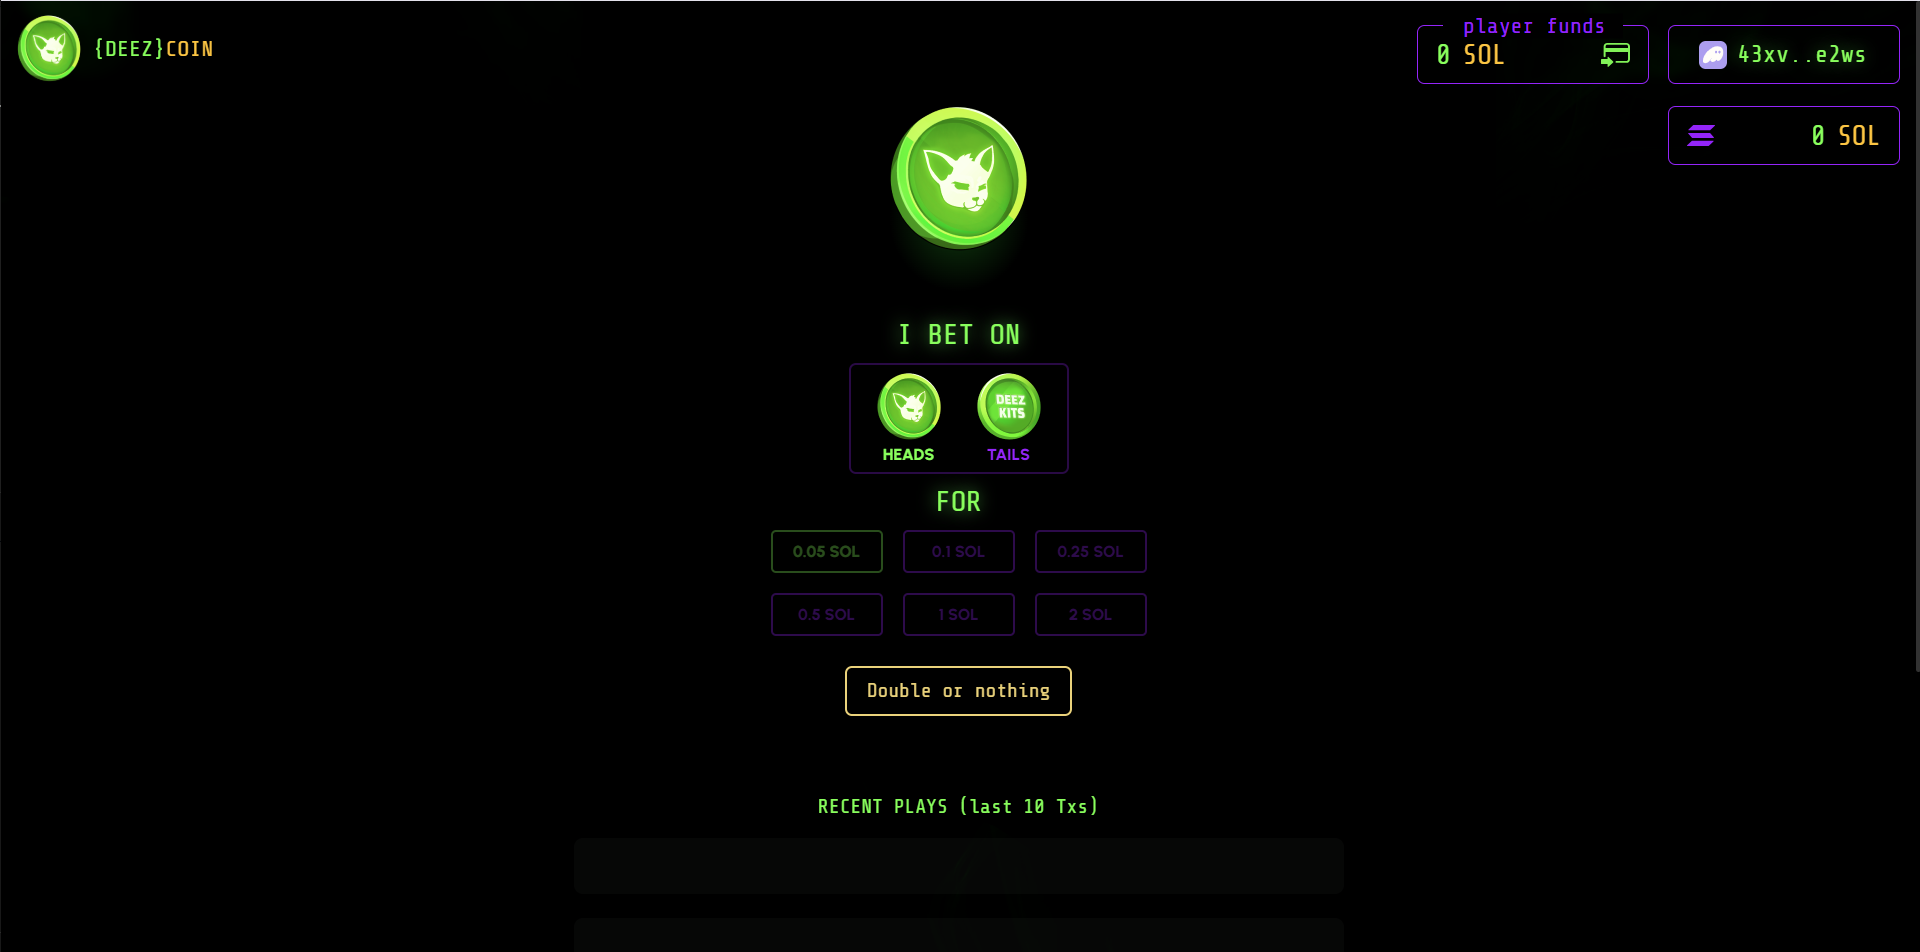 {DEEZ}COIN
player funds
0 SOL
43xv..e2ws
0 SOL
I BET ON
DEEZ
KITS
HEADS
TAILS
FOR
0.05 SOL
0.1 SOL
0.25 SOL
0.5 SOL
1 SOL
2 SOL
Double or nothing
RECENT PLAYS (last 10 Txs)